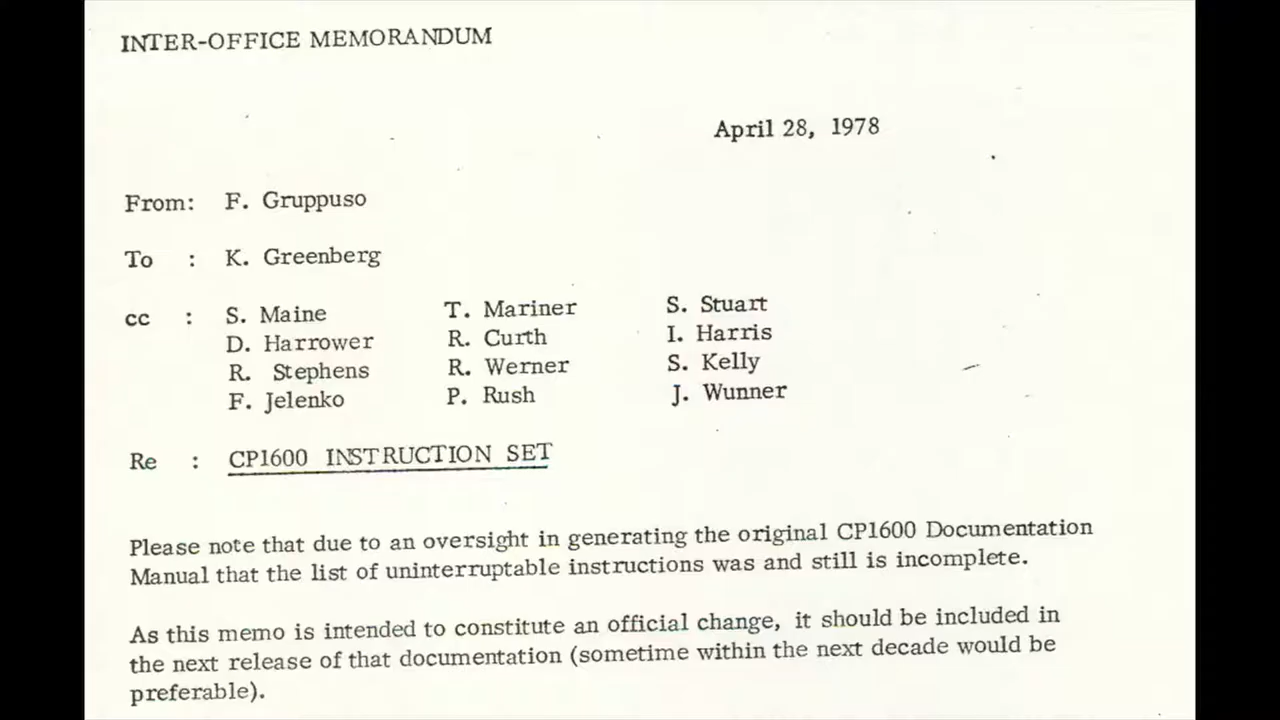 INTER-OFFICE MEMORANDUM
April 28, 1978
From: F. Gruppuso
To : K. Greenberg
cc : S. Maine T. Mariner S. Stuart
D. Harrower R. Curth I. Harris
R. Stephens R. Werner S. Kelly
F. Jelenko P. Rush J. Wunner
Re : CP1600 INSTRUCTION SET
Please note that due to an oversight in generating the original CP1600 Documentation
Manual that the list of uninterruptable instructions was and still is incomplete.
As this memo is intended to constitute an official change, it should be included in
the next release of that documentation (sometime within the next decade would be
preferable).